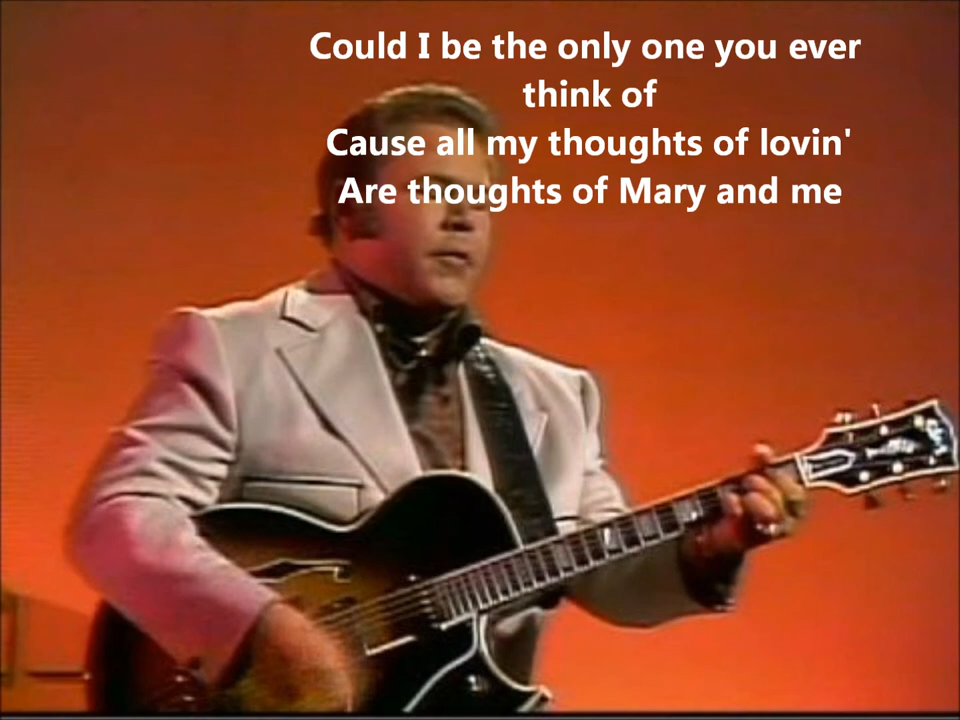 Could I be the only one you ever
think of
Cause all my thoughts of lovin'
Are thoughts of Mary and me